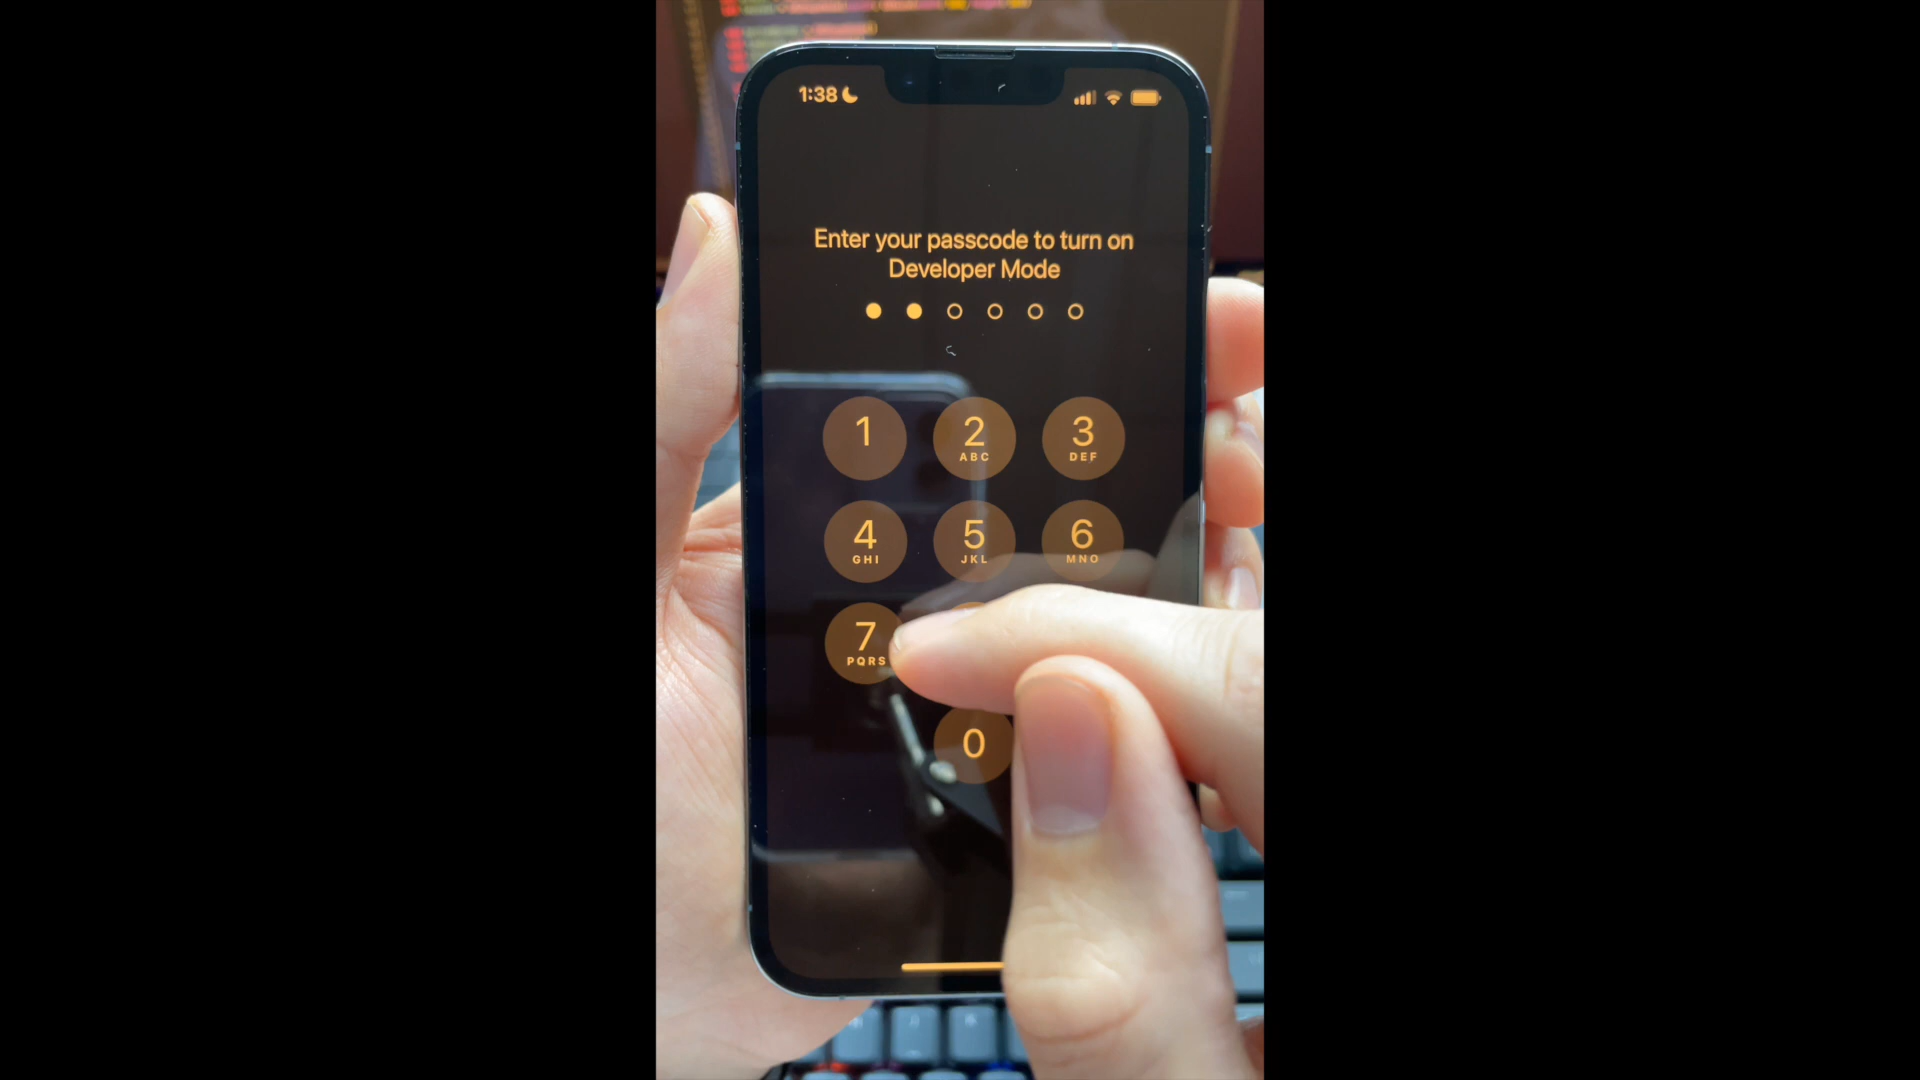 1:38
Enter your passcode to turn on
Developer Mode
1
2
ABC
3
DEF
4
GHI
5
JKL
6
MNO
7
PQRS
0